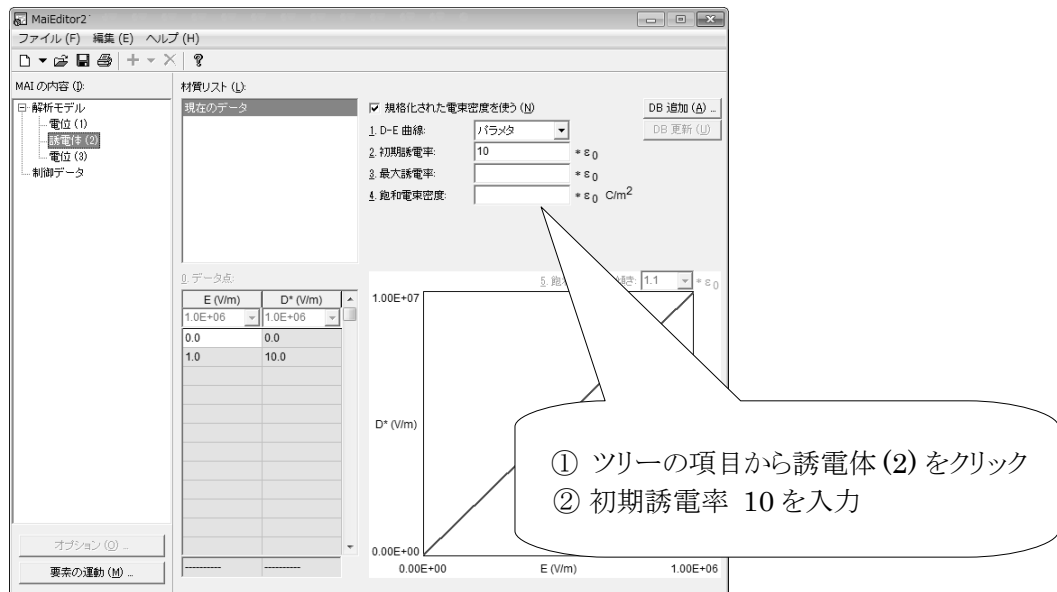 MaiEditor2
ファイル (F) 編集 (E) ヘルプ (H)
MAI の内容 (I):
解析モデル
電位 (1)
誘電体 (2)
電位 (3)
制御データ
オプション (O) ...
要素の運動 (M) ...
材質リスト (L):
現在のデータ
規格化された電束密度を使う (N)
DB 追加 (A) ...
DB 更新 (U)
1. D-E 曲線: パラメタ
2. 初期誘電率: 10 * ε0
3. 最大誘電率: * ε0
4. 飽和電束密度: * ε0 C/m2
0. データ点:
5. 1.1 * ε0
E (V/m) D* (V/m)
1.0E+06 1.0E+06
0.0 0.0
1.0 10.0
---------- ----------
1.00E+07
D* (V/m)
0.00E+00
0.00E+00 E (V/m) 1.00E+06
① ツリーの項目から誘電体 (2) をクリック
② 初期誘電率 10 を入力